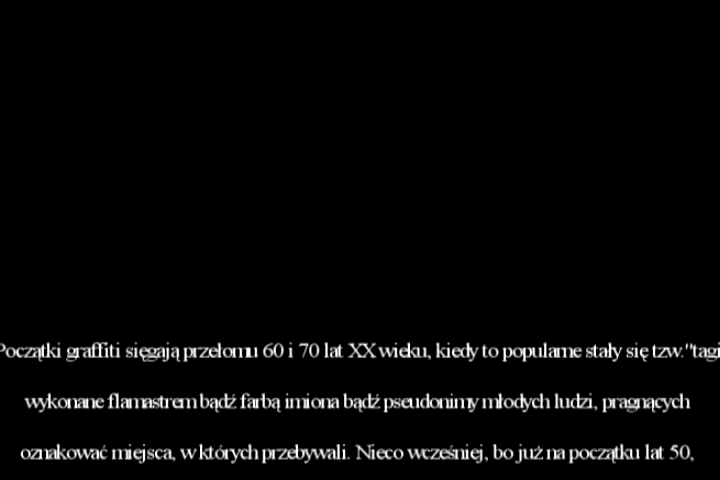 Początki graffiti sięgają przełomu 60 i 70 lat XX wieku, kiedy to popularne stały się tzw."tagi
wykonane flamastrem bądź farbą imiona bądź pseudonimy młodych ludzi, pragnących
oznakować miejsca, w których przebywali. Nieco wcześniej, bo już na początku lat 50,